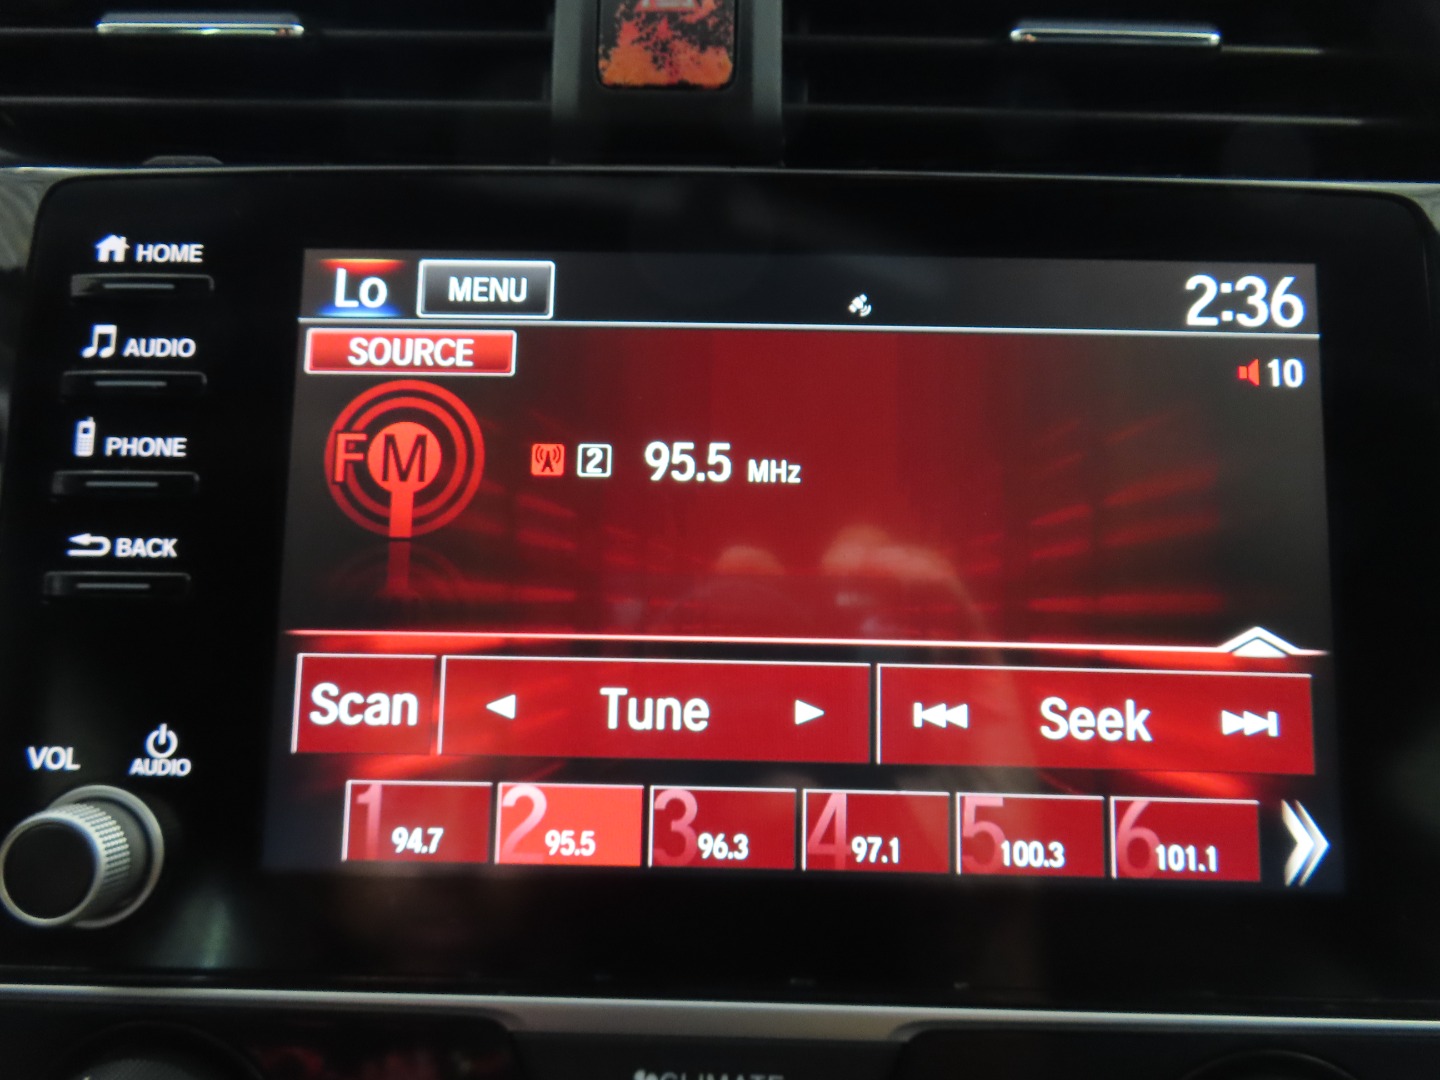 HOME
AUDIO
PHONE
BACK
VOL
AUDIO
Lo MENU 2:36
SOURCE
10
FM 2 95.5 MHz
Scan Tune Seek
1 94.7 2 95.5 3 96.3 4 97.1 5 100.3 6 101.1
CLIMATE